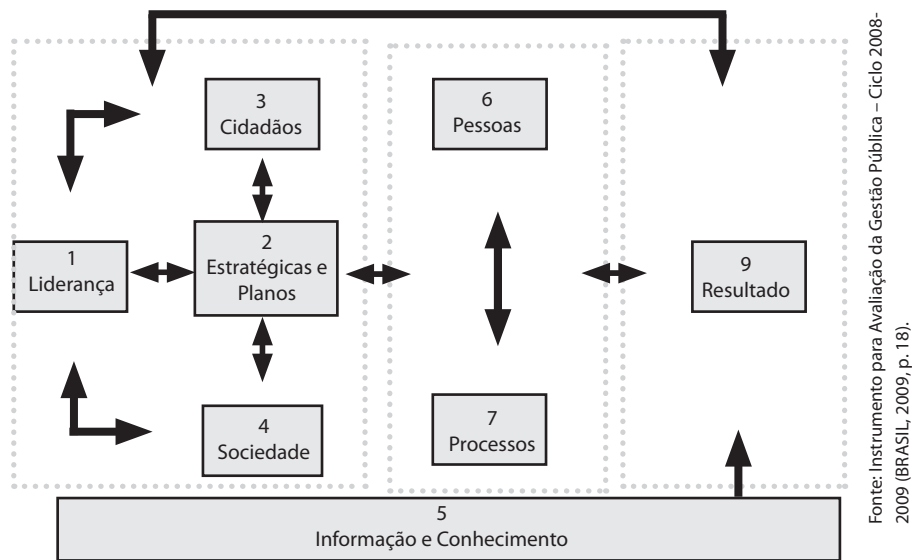 3
Cidadãos
6
Pessoas
1
Liderança
2
Estratégicas e
Planos
9
Resultado
4
Sociedade
7
Processos
5
Informação e Conhecimento
Fonte: Instrumento para Avaliação da Gestão Pública – Ciclo 2008-
2009 (BRASIL, 2009, p. 18).